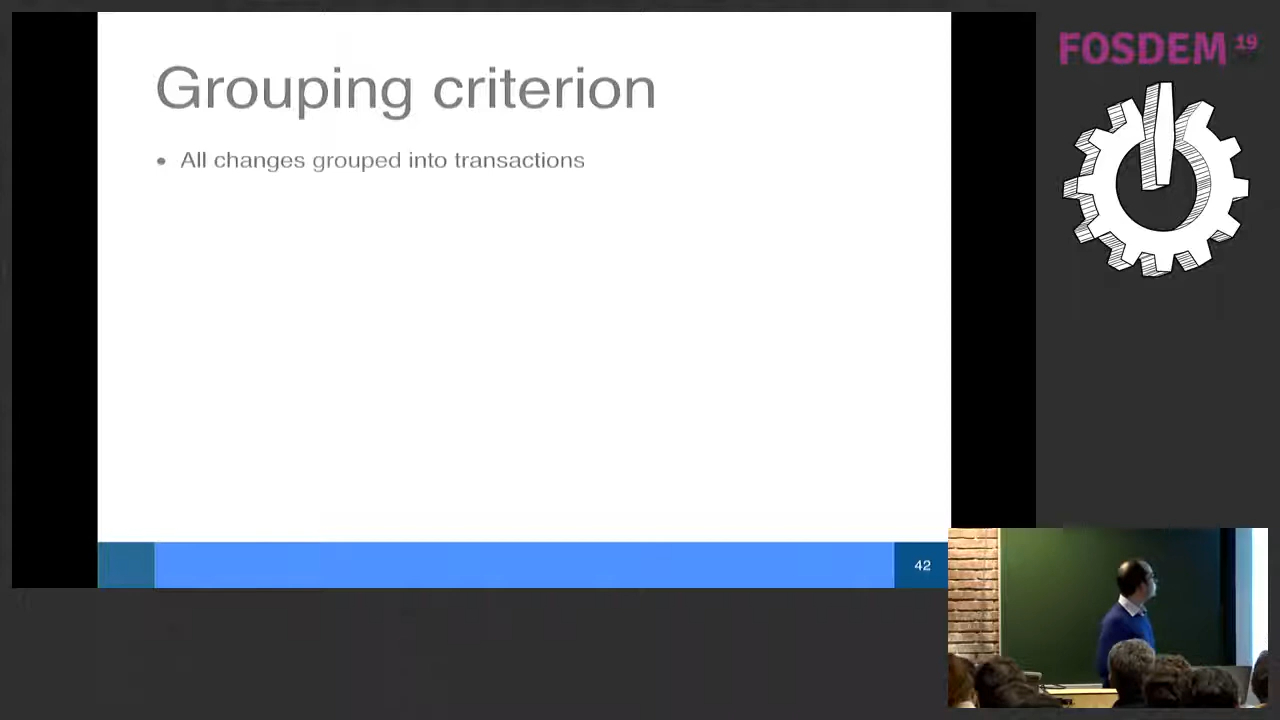 Grouping criterion
• All changes grouped into transactions
42
FOSDEM 19